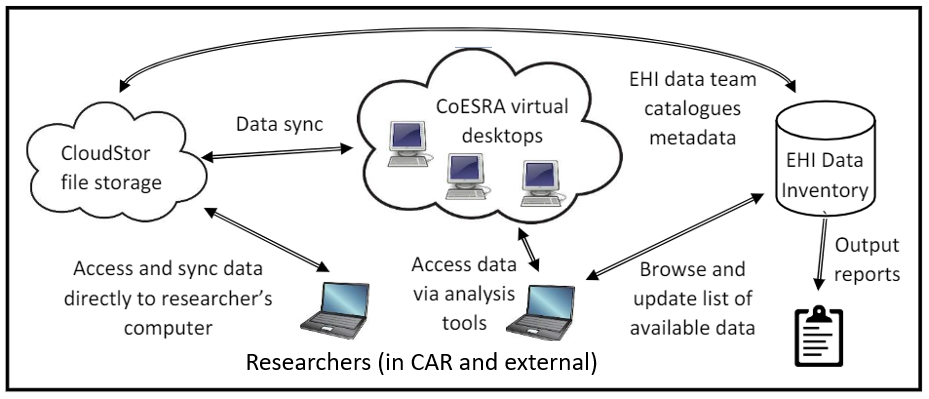 EHI data team
catalogues
metadata
CoESRA virtual
desktops
Data sync
CloudStor
file storage
EHI Data
Inventory
Access and sync data
directly to researcher's
computer
Access data
via analysis
tools
Browse and
update list of
available data
Output
reports
Researchers (in CAR and external)